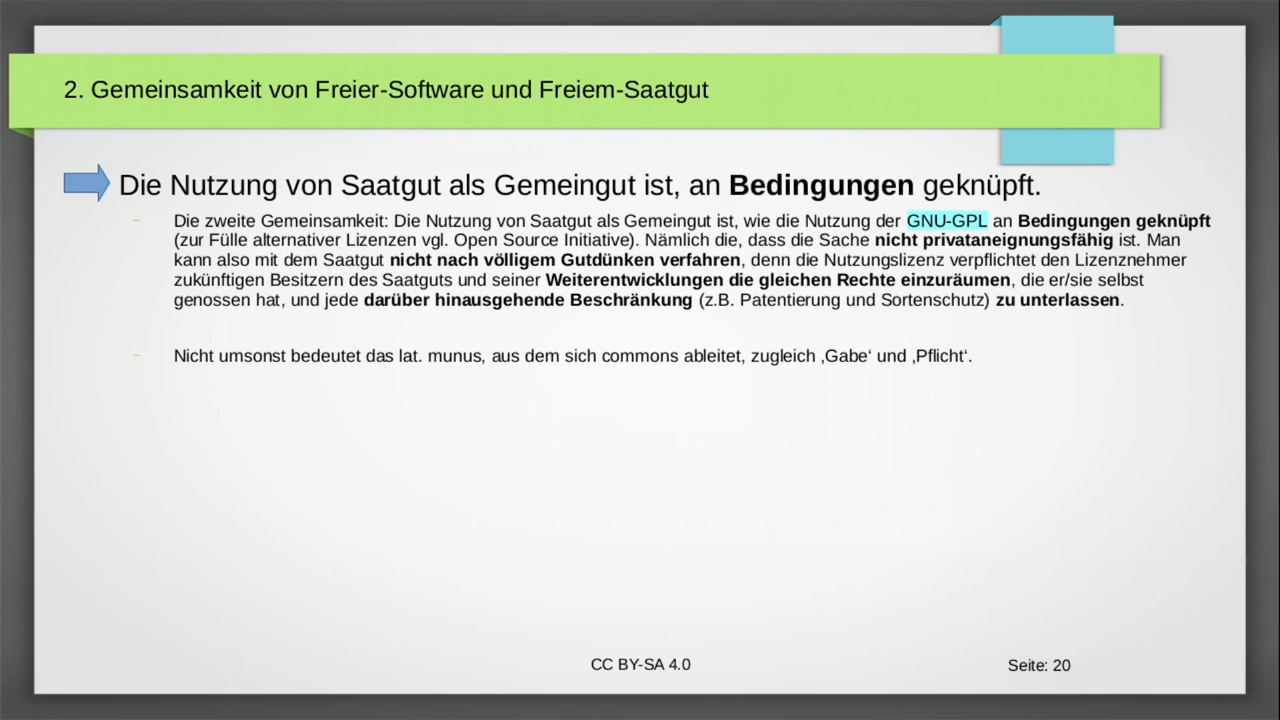 2. Gemeinsamkeit von Freier-Software und Freiem-Saatgut
Die Nutzung von Saatgut als Gemeingut ist, an Bedingungen geknüpft.
– Die zweite Gemeinsamkeit: Die Nutzung von Saatgut als Gemeingut ist, wie die Nutzung der GNU-GPL an Bedingungen geknüpft
(zur Fülle alternativer Lizenzen vgl. Open Source Initiative). Nämlich die, dass die Sache nicht privataneignungsfähig ist. Man
kann also mit dem Saatgut nicht nach völligem Gutdünken verfahren, denn die Nutzungslizenz verpflichtet den Lizenznehmer
zukünftigen Besitzern des Saatguts und seiner Weiterentwicklungen die gleichen Rechte einzuräumen, die er/sie selbst
genossen hat, und jede darüber hinausgehende Beschränkung (z.B. Patentierung und Sortenschutz) zu unterlassen.
– Nicht umsonst bedeutet das lat. munus, aus dem sich commons ableitet, zugleich ‚Gabe‘ und ‚Pflicht‘.
CC BY-SA 4.0
Seite: 20